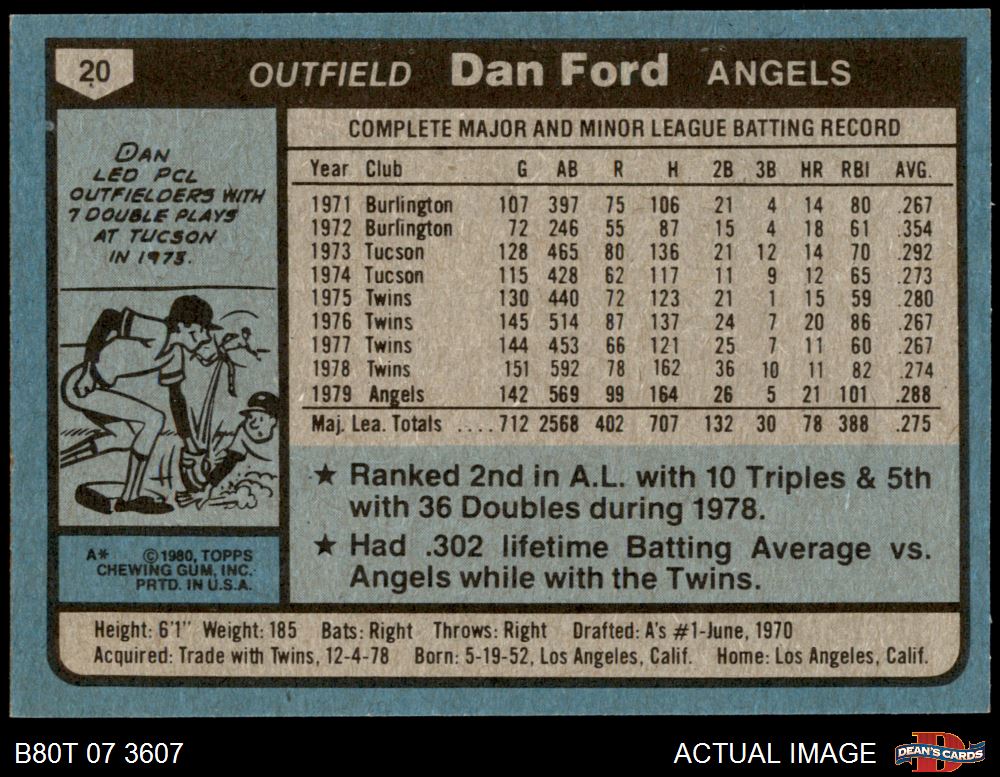 20
OUTFIELD Dan Ford ANGELS
DAN
LED PCL
OUTFIELDERS WITH
7 DOUBLE PLAYS
AT TUCSON
IN 1973.
COMPLETE MAJOR AND MINOR LEAGUE BATTING RECORD
Year Club G AB R H 2B 3B HR RBI AVG.
1971 Burlington 107 397 75 106 21 4 14 80 .267
1972 Burlington 72 246 55 87 15 4 18 61 .354
1973 Tucson 128 465 80 136 21 12 14 70 .292
1974 Tucson 115 428 62 117 11 9 12 65 .273
1975 Twins 130 440 72 123 21 1 15 59 .280
1976 Twins 145 514 87 137 24 7 20 86 .267
1977 Twins 144 453 66 121 25 7 11 60 .267
1978 Twins 151 592 78 162 36 10 11 82 .274
1979 Angels 142 569 99 164 26 5 21 101 .288
Maj. Lea. Totals ....712 2568 402 707 132 30 78 388 .275
★ Ranked 2nd in A.L. with 10 Triples & 5th
with 36 Doubles during 1978.
★ Had .302 lifetime Batting Average vs.
Angels while with the Twins.
A* ©1980, TOPPS
CHEWING GUM, INC.
PRTD. IN U.S.A.
Height: 6'1" Weight: 185 Bats: Right Throws: Right Drafted: A's #1-June, 1970
Acquired: Trade with Twins, 12-4-78 Born: 5-19-52, Los Angeles, Calif. Home: Los Angeles, Calif.
B80T 07 3607 ACTUAL IMAGE DEAN'S CARDS